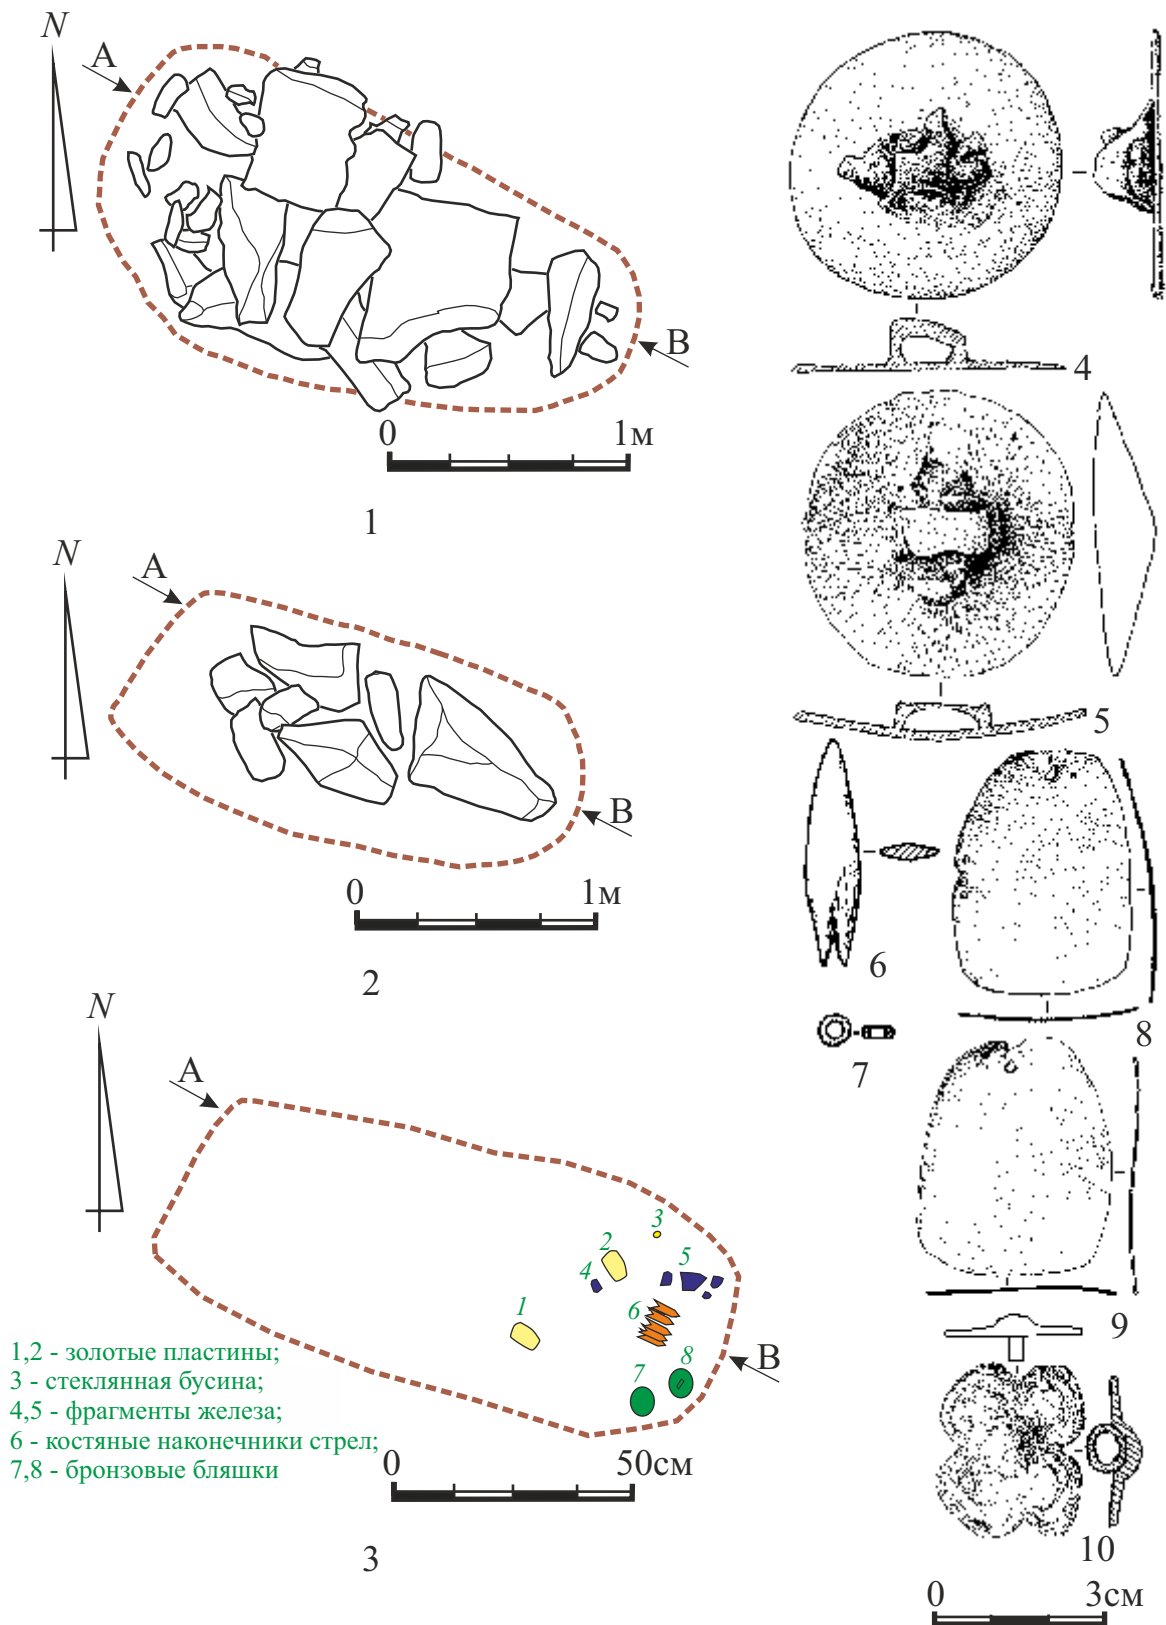 N
A
B
0 1м
1
N
A
B
0 1м
2
N
A
3
2
5
4
1
6
7
8
B
1,2 - золотые пластины;
3 - стеклянная бусина;
4,5 - фрагменты железа;
6 - костяные наконечники стрел;
7,8 - бронзовые бляшки
0 50см
3
4
5
6
7
8
9
10
0 3см